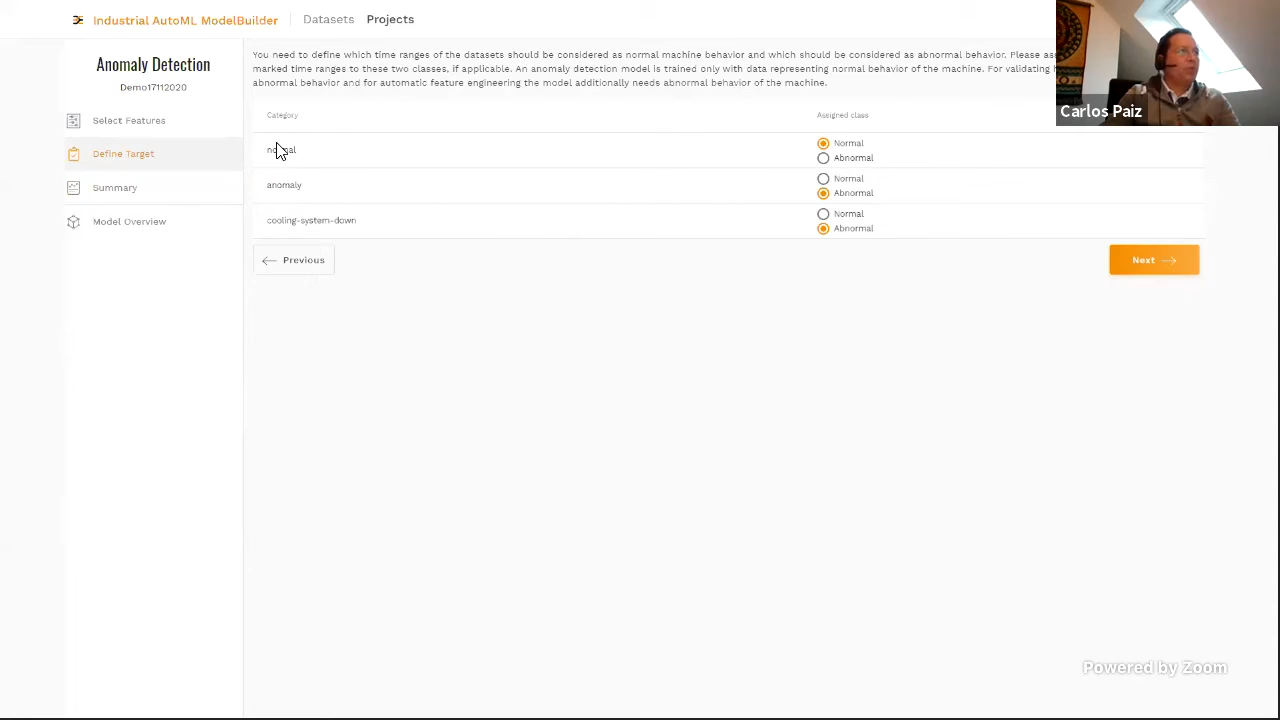 Industrial AutoML ModelBuilder
Datasets
Projects
Carlos Paiz
Anomaly Detection
Demo17112020
Select Features
Define Target
Summary
Model Overview
You need to define which time ranges of the datasets should be considered as normal machine behavior and which should be considered as abnormal behavior. Please
marked time ranges to these two classes, if applicable. An anomaly detection model is trained only with data representing normal behavior of the machine. For validating
abnormal behavior and for automatic feature engineering the model additionally needs abnormal behavior of the machine.
Category
Assigned class
normal
Normal
Abnormal
anomaly
Normal
Abnormal
cooling-system-down
Normal
Abnormal
Previous
Next
Powered by Zoom